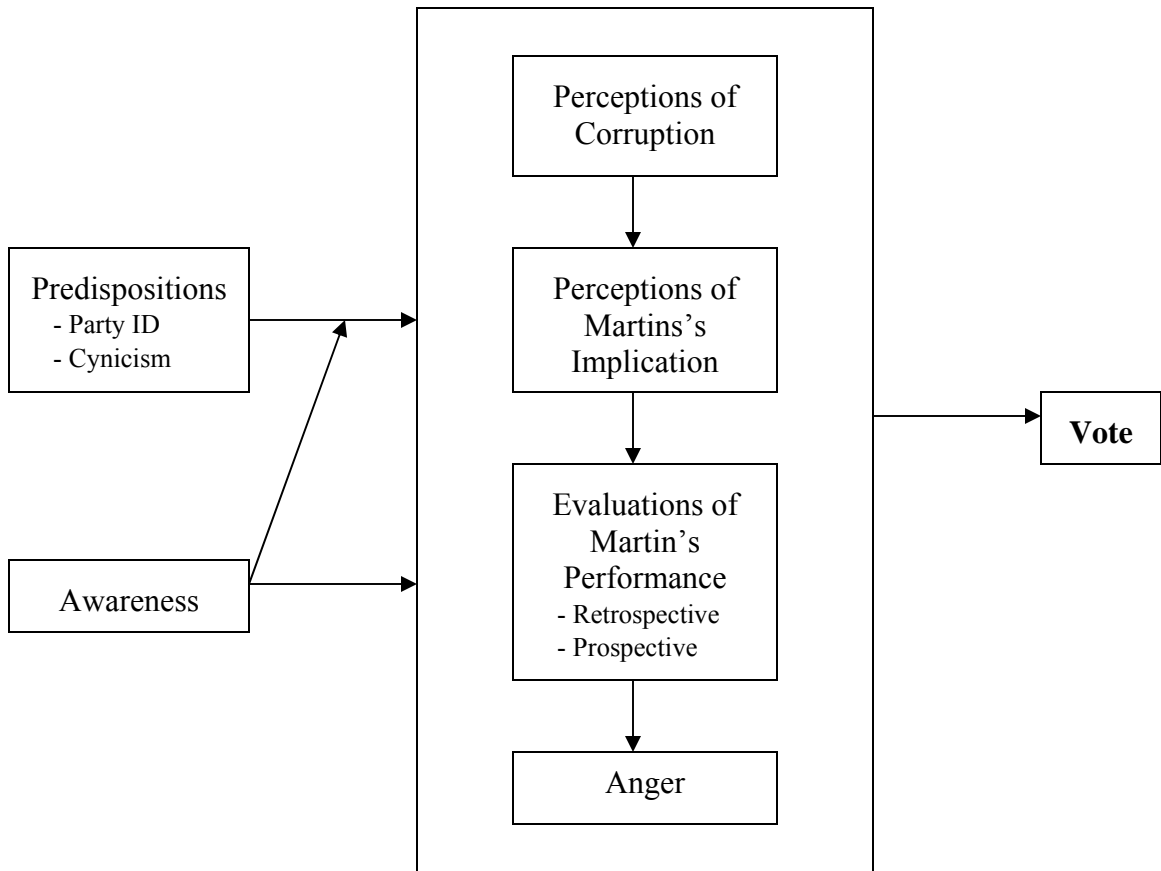 Perceptions of
Corruption
Predispositions
- Party ID
- Cynicism
Perceptions of
Martins’s
Implication
Vote
Evaluations of
Martin’s
Performance
- Retrospective
- Prospective
Awareness
Anger